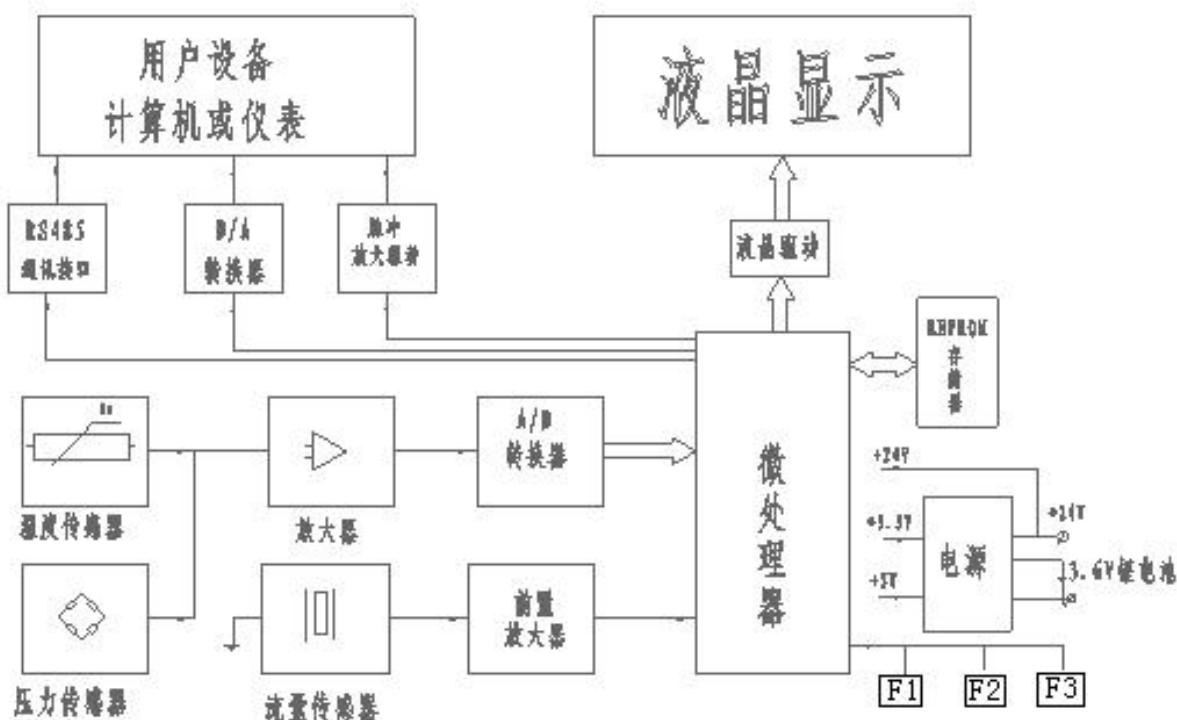 用户设备
计算机或仪表
液晶显示
RS485
通讯接口
D/A
转换器
脉冲
放大驱动
液晶驱动
存储器
A/D
转换器
微处理器
温度传感器
放大器
+24V
+3.3V
+5V
电源
+24V
3.6V锂电池
前置
放大器
压力传感器
流量传感器
F1
F2
F3